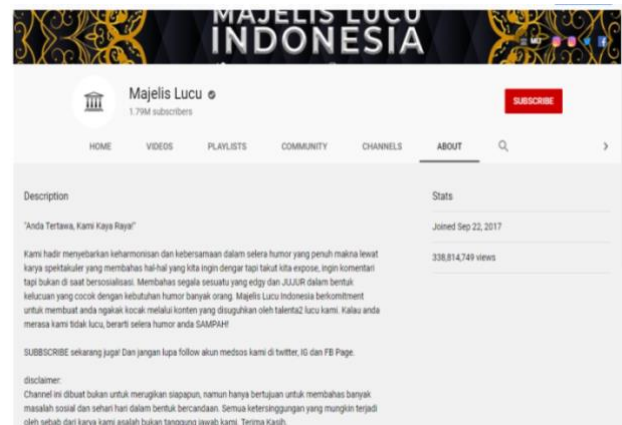 MAJELIS LUCU
INDONESIA
Majelis Lucu
1.79M subscribers
SUBSCRIBE
HOME VIDEOS PLAYLISTS COMMUNITY CHANNELS ABOUT
Description
Stats
"Anda Tertawa, Kami Kaya Raya!"
Joined Sep 22, 2017
Kami hadir menyebarkan keharmonisan dan kebersamaan dalam selera humor yang penuh makna lewat
338,814,749 views
karya spektakuler yang membahas hal-hal yang kita ingin dengar tapi takut kita expose, ingin komentari
tapi bukan di saat bersosialisasi. Membahas segala sesuatu yang edgy dan JUJUR dalam bentuk
kelucuan yang cocok dengan kebutuhan humor banyak orang. Majelis Lucu Indonesia berkomitment
untuk membuat anda ngakak kocak melalui konten yang disuguhkan oleh talenta2 lucu kami. Kalau anda
merasa kami tidak lucu, berarti selera humor anda SAMPAH!
SUBBSCRIBE sekarang juga! Dan jangan lupa follow akun medsos kami di twitter, IG dan FB Page.
disclaimer:
Channel ini dibuat bukan untuk merugikan siapapun, namun hanya bertujuan untuk membahas banyak
masalah sosial dan sehari hari dalam bentuk bercandaan. Semua ketersinggungan yang mungkin terjadi
oleh sebab dari karya kami asalah bukan tanggung jawab kami. Terima Kasih.